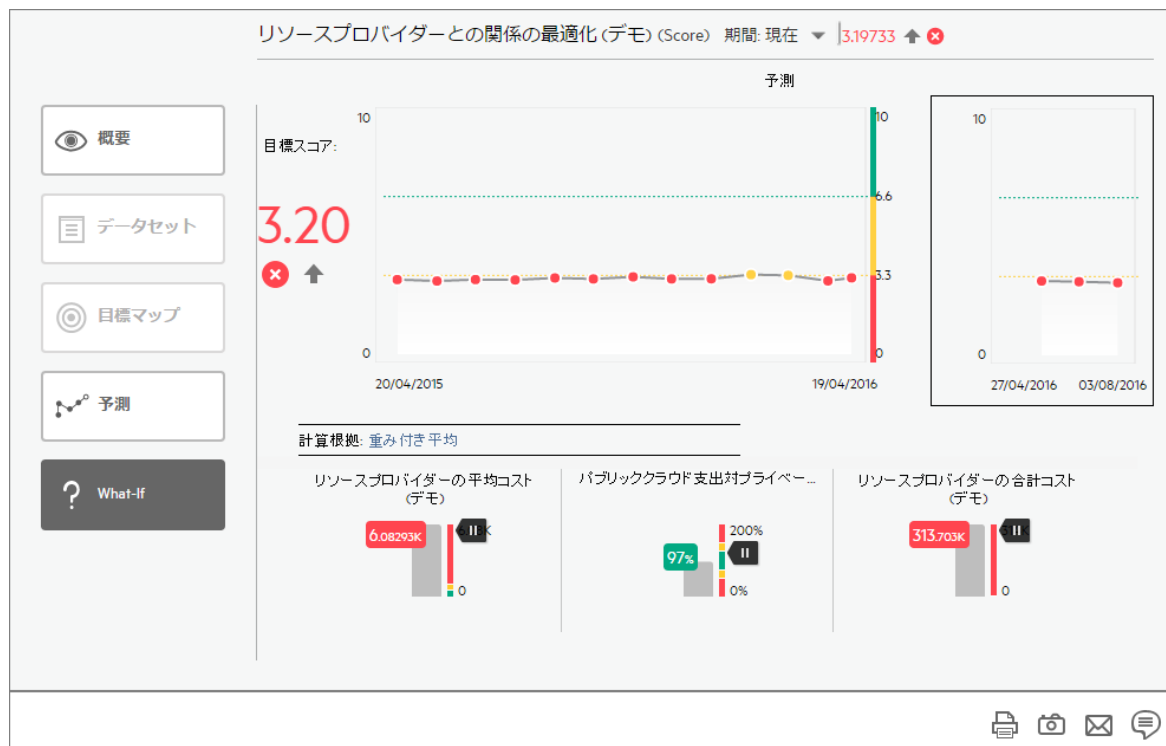 リソースプロバイダーとの関係の最適化 (デモ) (Score) 期間: 現在 3.19733
概要
データセット
目標マップ
予測
What-If
目標スコア:
3.20
予測
10
0
20/04/2015
19/04/2016
10
6.6
3.3
0
10
0
27/04/2016
03/08/2016
計算根拠: 重み付き平均
リソースプロバイダーの平均コスト
(デモ)
6.08293K
0
パブリッククラウド支出対プライベー...
97%
200%
0%
リソースプロバイダーの合計コスト
(デモ)
313.703K
0